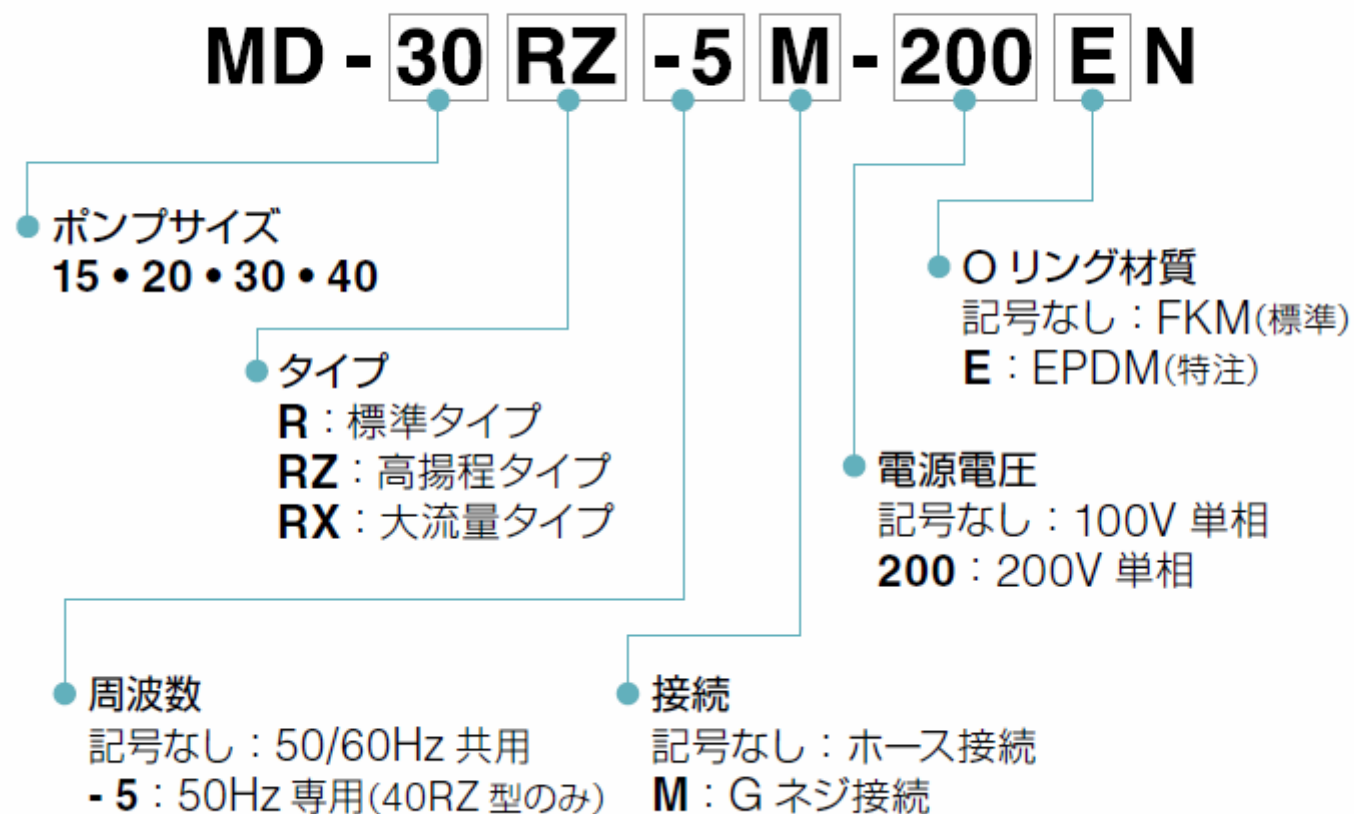 MD - 30 RZ - 5 M - 200 E N
ポンプサイズ
15 • 20 • 30 • 40
O リング材質
記号なし：FKM(標準)
E：EPDM(特注)
タイプ
R：標準タイプ
RZ：高揚程タイプ
RX：大流量タイプ
電源電圧
記号なし：100V 単相
200：200V 単相
周波数
記号なし：50/60Hz 共用
- 5：50Hz 専用(40RZ 型のみ)
接続
記号なし：ホース接続
M：G ネジ接続